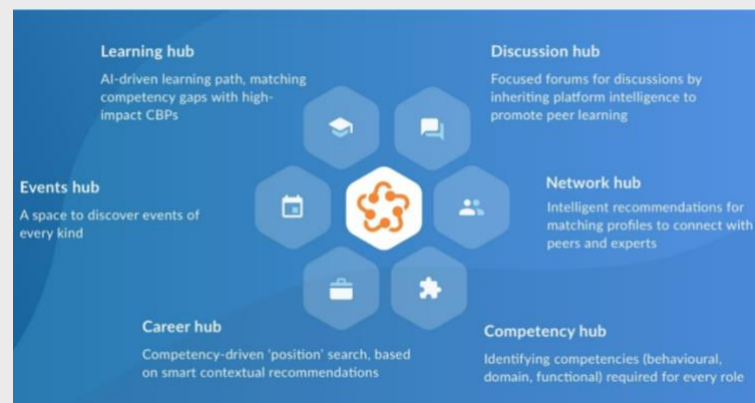 Learning hub
AI-driven learning path, matching
competency gaps with high-
impact CBPs
Discussion hub
Focused forums for discussions by
inheriting platform intelligence to
promote peer learning
Events hub
A space to discover events of
every kind
Network hub
Intelligent recommendations for
matching profiles to connect with
peers and experts
Career hub
Competency-driven 'position' search, based
on smart contextual recommendations
Competency hub
Identifying competencies (behavioural,
domain, functional) required for every role